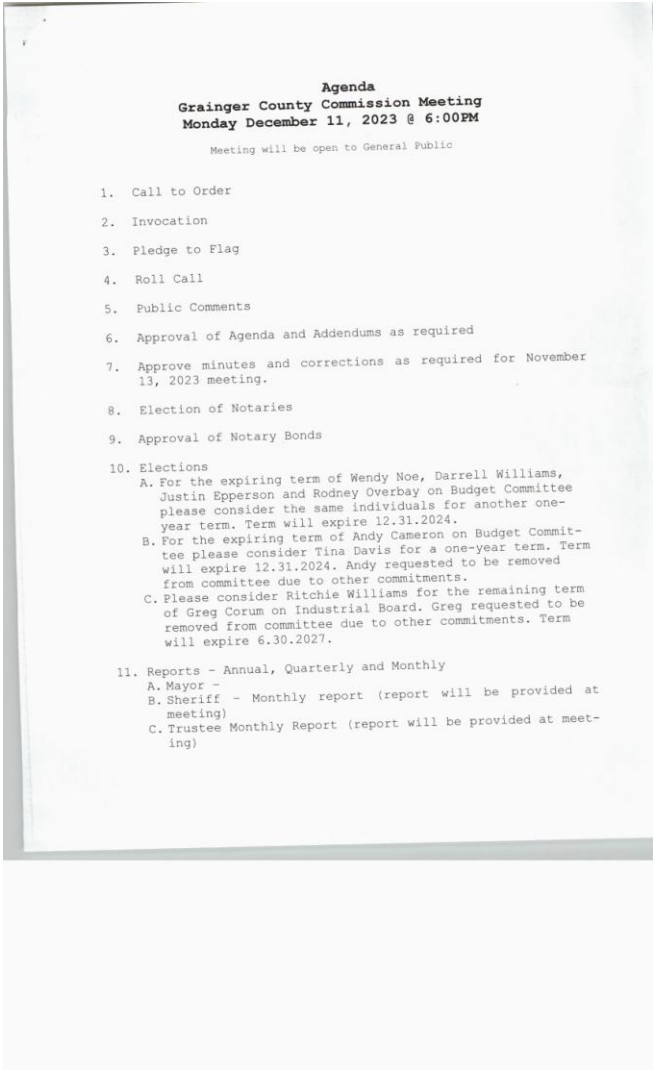 Agenda
Grainger County Commission Meeting
Monday December 11, 2023 @ 6:00PM
Meeting will be open to General Public
1. Call to Order
2. Invocation
3. Pledge to Flag
4. Roll Call
5. Public Comments
6. Approval of Agenda and Addendums as required
7. Approve minutes and corrections as required for November
13, 2023 meeting.
8. Election of Notaries
9. Approval of Notary Bonds
10. Elections
A. For the expiring term of Wendy Noe, Darrell Williams,
Justin Epperson and Rodney Overbay on Budget Committee
please consider the same individuals for another one-
year term. Term will expire 12.31.2024.
B. For the expiring term of Andy Cameron on Budget Commit-
tee please consider Tina Davis for a one-year term. Term
will expire 12.31.2024. Andy requested to be removed
from committee due to other commitments.
C. Please consider Ritchie Williams for the remaining term
of Greg Corum on Industrial Board. Greg requested to be
removed from committee due to other commitments. Term
will expire 6.30.2027.
11. Reports - Annual, Quarterly and Monthly
A. Mayor -
B. Sheriff - Monthly report (report will be provided at
meeting)
C. Trustee Monthly Report (report will be provided at meet-
ing)